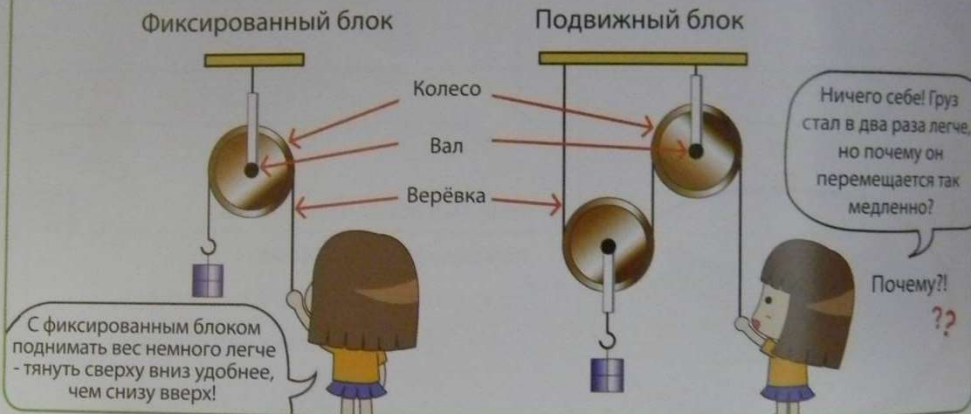 Фиксированный блок
Подвижный блок
Колесо
Вал
Верёвка
Ничего себе! Груз
стал в два раза легче,
но почему он
перемещается так
медленно?
Почему?!
??
С фиксированным блоком
поднимать вес немного легче
- тянуть сверху вниз удобнее,
чем снизу вверх!